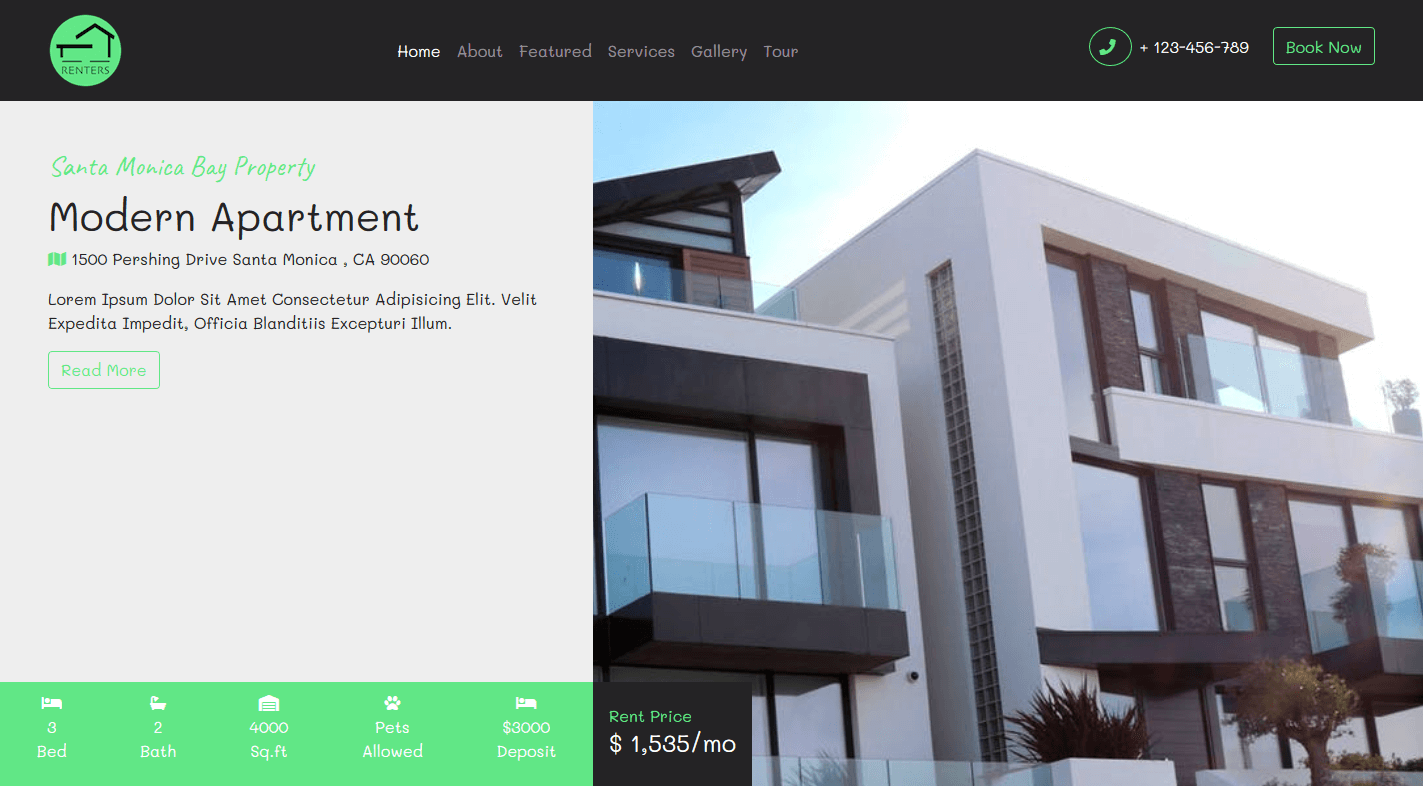 RENTERS
Home About Featured Services Gallery Tour
+ 123-456-789
Book Now
Santa Monica Bay Property
Modern Apartment
1500 Pershing Drive Santa Monica , CA 90060
Lorem Ipsum Dolor Sit Amet Consectetur Adipisicing Elit. Velit
Expedita Impedit, Officia Blanditiis Excepturi Illum.
Read More
3
Bed
2
Bath
4000
Sq.ft
Pets
Allowed
$3000
Deposit
Rent Price
$ 1,535/mo